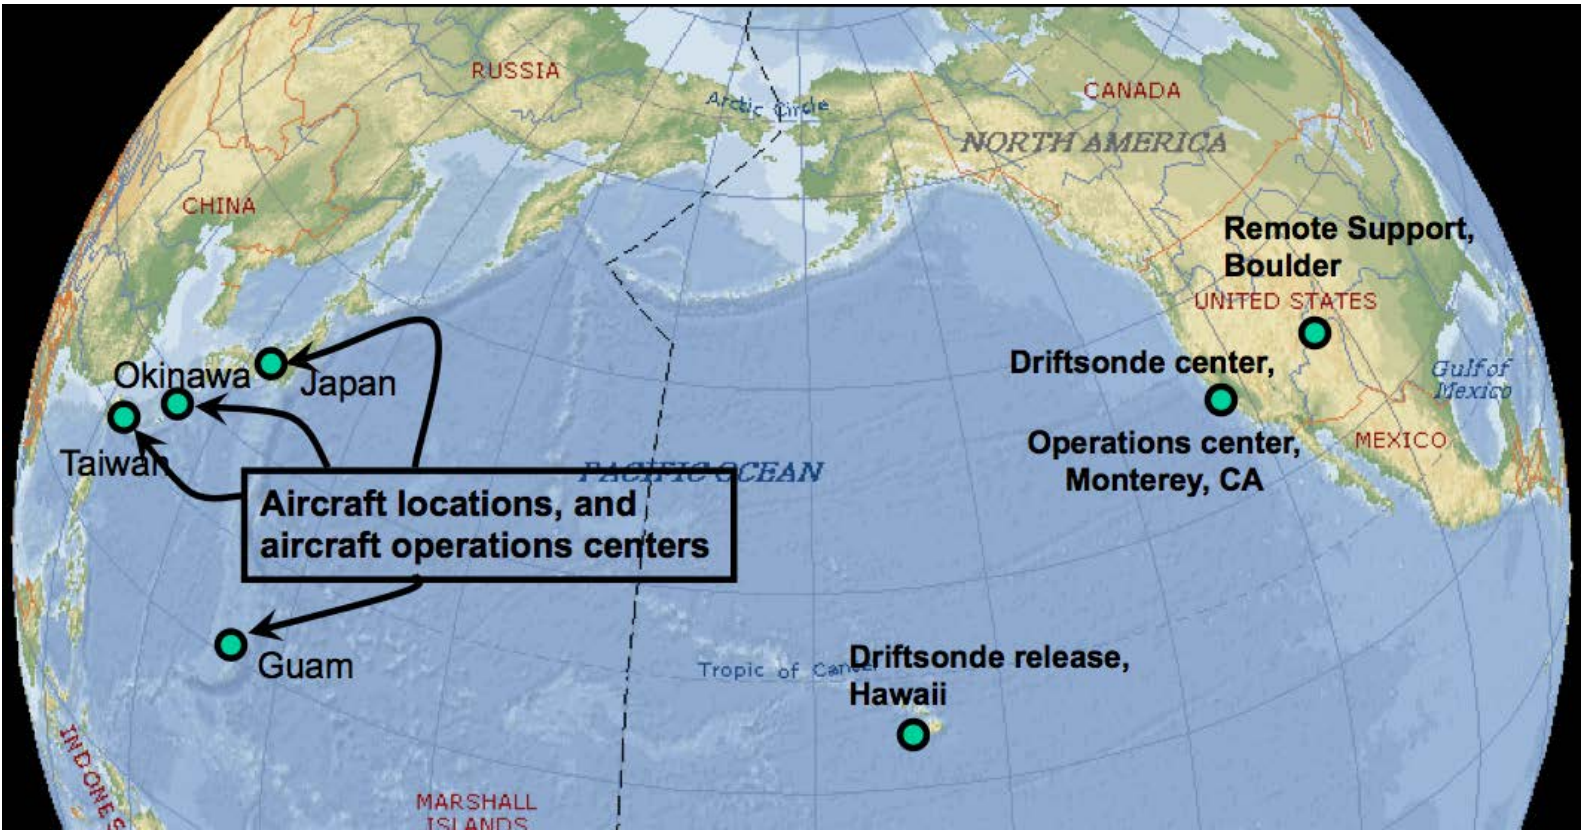 RUSSIA
Arctic Circle
CANADA
NORTH AMERICA
CHINA
Remote Support,
Boulder
UNITED STATES
Okinawa
Japan
Driftsonde center,
Gulf of
Mexico
Taiwan
Operations center,
Monterey, CA
MEXICO
PACIFIC OCEAN
Aircraft locations, and
aircraft operations centers
Guam
Tropic of Cancer
Driftsonde release,
Hawaii
INDONES
MARSHALL
ISLANDS